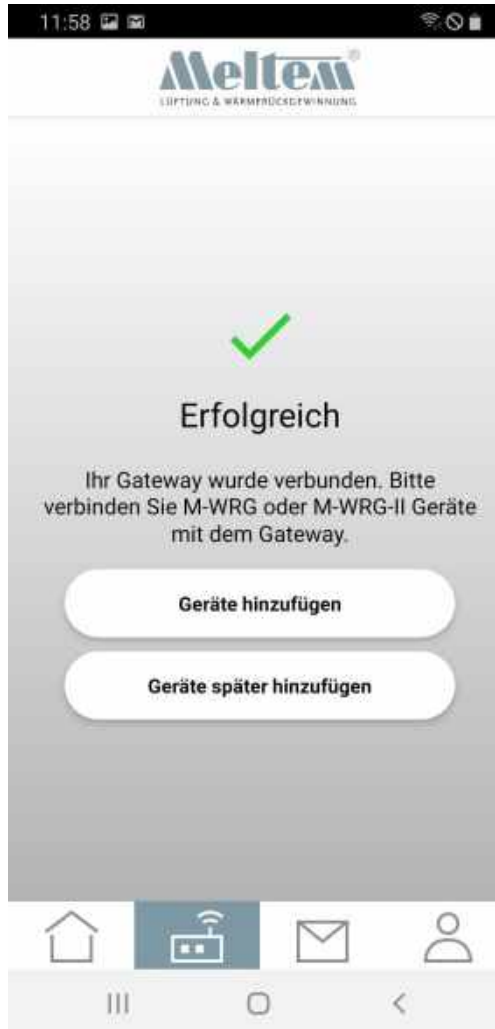 11:58
Meltem®
LÜFTUNG & WÄRMERÜCKGEWINNUNG
Erfolgreich
Ihr Gateway wurde verbunden. Bitte
verbinden Sie M-WRG oder M-WRG-II Geräte
mit dem Gateway.
Geräte hinzufügen
Geräte später hinzufügen